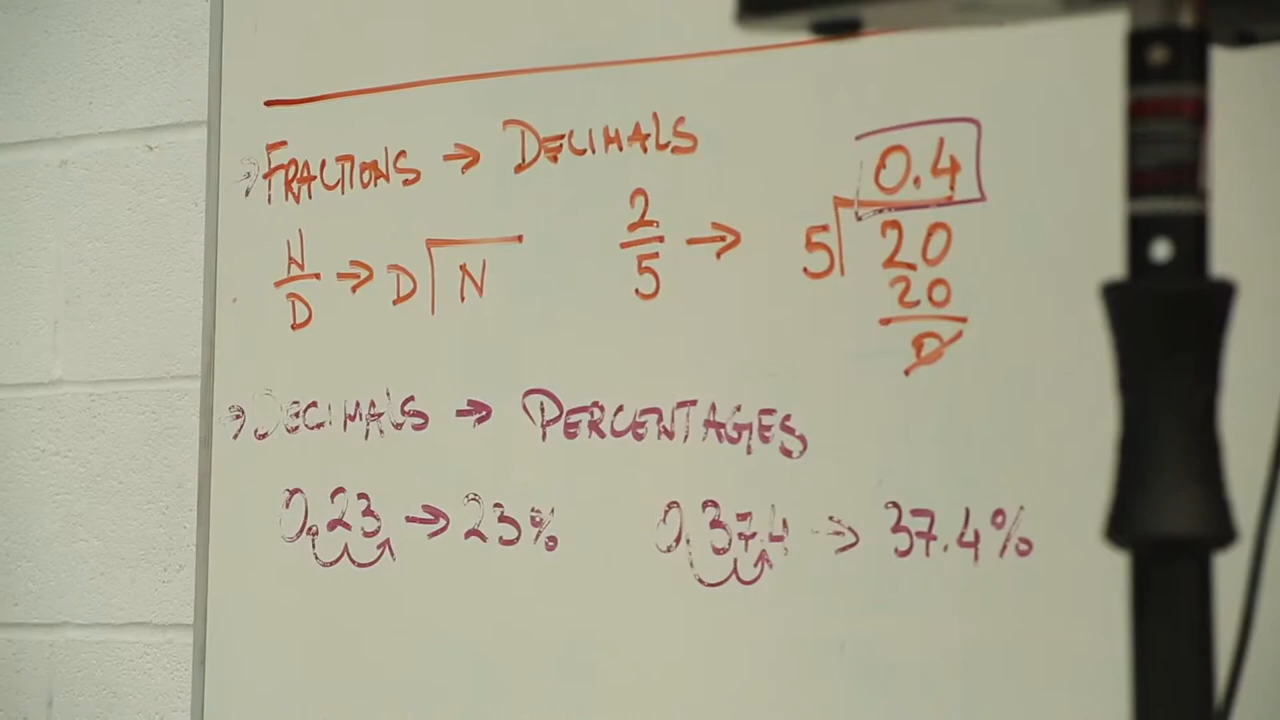 → FRACTIONS → DECIMALS
N/D → D⟌N 2/5 → 5⟌20 0.4
20
0
→ DECIMALS → PERCENTAGES
0.23 → 23% 0.374 → 37.4%